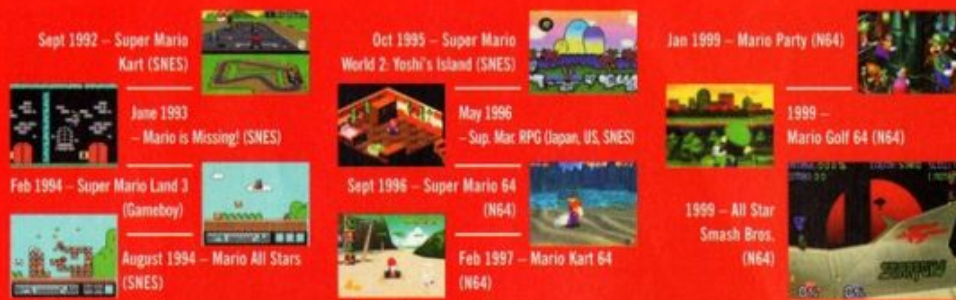 Sept 1992 – Super Mario
Kart (SNES)
June 1993
– Mario is Missing! (SNES)
Feb 1994 – Super Mario Land 3
(Gameboy)
August 1994 – Mario All Stars
(SNES)
Oct 1995 – Super Mario
World 2: Yoshi's Island (SNES)
May 1996
– Sup. Mar. RPG (Japan, US, SNES)
Sept 1996 – Super Mario 64
(N64)
Feb 1997 – Mario Kart 64
(N64)
Jan 1999 – Mario Party (N64)
1999 –
Mario Golf 64 (N64)
1999 – All Star
Smash Bros.
(N64)